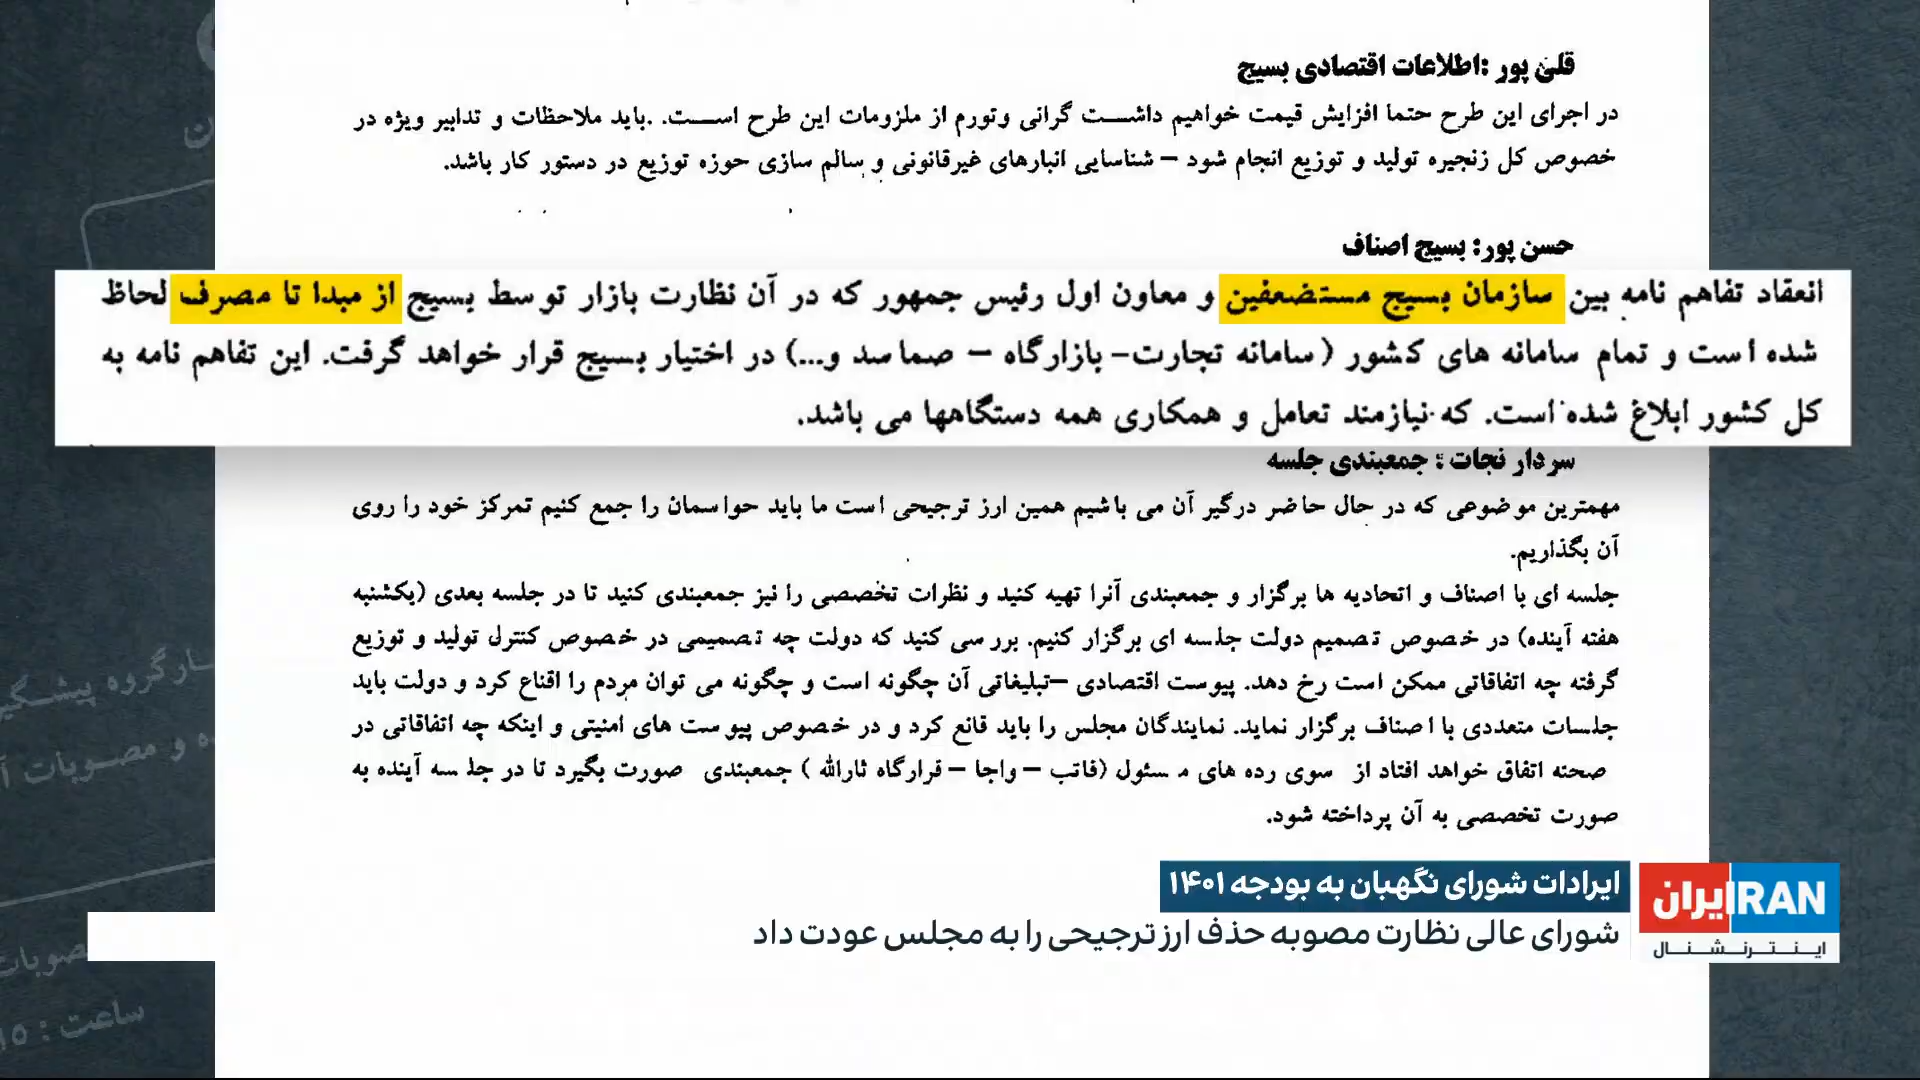 قلی پور :اطلاعات اقتصادی بسیج
در اجرای این طرح حتما افزایش قیمت خواهیم داشت گرانی وتورم از ملزومات این طرح است. .باید ملاحظات و تدابیر ویژه در
خصوص کل زنجیره تولید و توزیع انجام شود – شناسایی انبارهای غیرقانونی و سالم سازی حوزه توزیع در دستور کار باشد.
حسن پور: بسیج اصناف
انعقاد تفاهم نامه بین سازمان بسیج مستضعفین و معاون اول رئیس جمهور که در آن نظارت بازار توسط بسیج از مبدا تا مصرف لحاظ
شده است و تمام سامانه های کشور (سامانه تجارت- بازارگاه – صماسد و...) در اختیار بسیج قرار خواهد گرفت. این تفاهم نامه به
کل کشور ابلاغ شده است. که نیازمند تعامل و همکاری همه دستگاهها می باشد.
سردار نجات : جمعبندی جلسه
مهمترین موضوعی که در حال حاضر درگیر آن می باشیم همین ارز ترجیحی است ما باید حواسمان را جمع کنیم تمرکز خود را روی
آن بگذاریم.
جلسه ای با اصناف و اتحادیه ها برگزار و جمعبندی آنرا تهیه کنید و نظرات تخصصی را نیز جمعبندی کنید تا در جلسه بعدی (یکشنبه
هفته آینده) در خصوص تصمیم دولت جلسه ای برگزار کنیم. بررسی کنید که دولت چه تصمیمی در خصوص کنترل تولید و توزیع
گرفته چه اتفاقاتی ممکن است رخ دهد. پیوست اقتصادی –تبلیغاتی آن چگونه است و چگونه می توان مردم را اقناع کرد و دولت باید
جلسات متعددی با اصناف برگزار نماید. نمایندگان مجلس را باید قانع کرد و در خصوص پیوست های امنیتی و اینکه چه اتفاقاتی در
صحنه اتفاق خواهد افتاد از سوی رده های مسئول (فاتب – واجا – قرارگاه ثارالله ) جمعبندی صورت بگیرد تا در جلسه آینده به
صورت تخصصی به آن پرداخته شود.
ایرادات شورای نگهبان به بودجه ۱۴۰۱
شورای عالی نظارت مصوبه حذف ارز ترجیحی را به مجلس عودت داد
ایران IRAN
اینترنشنال
ارگروه پیشگی
ه و مصوبات آ
صوبات
ساعت : ۱۵